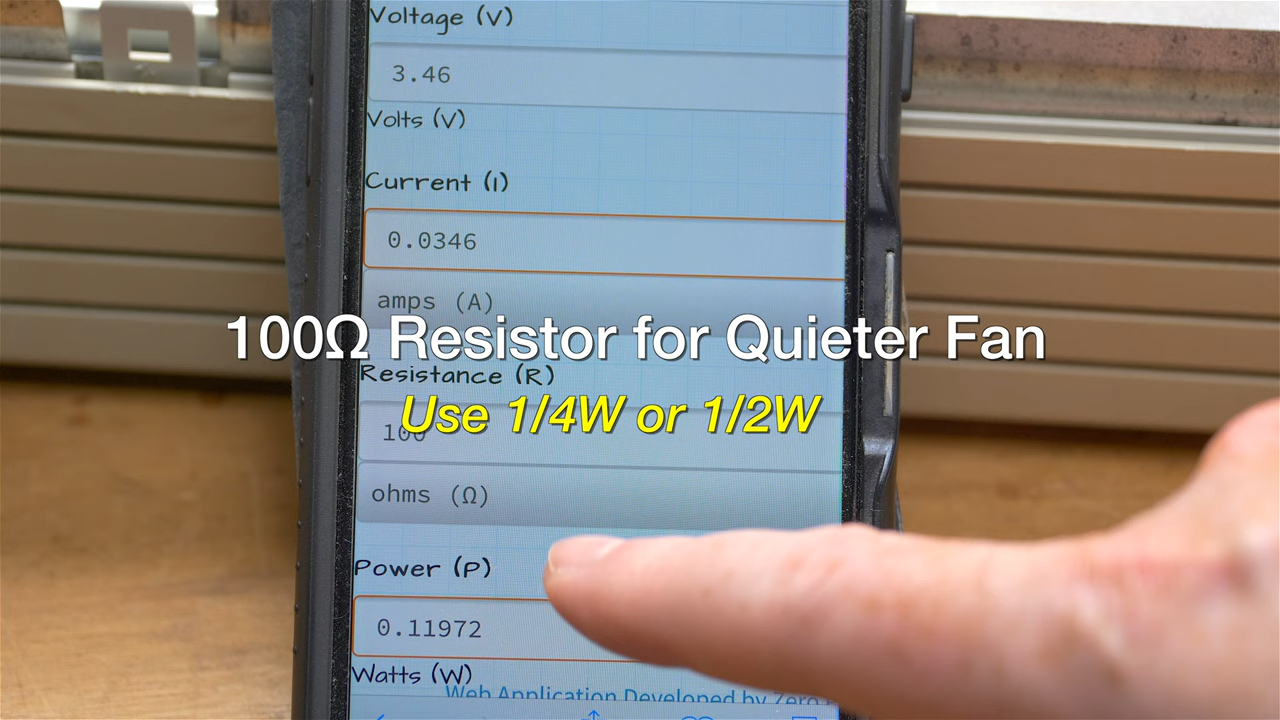 Voltage (V)
3.46
Volts (V)
Current (I)
0.0346
amps (A)
100Ω Resistor for Quieter Fan
Resistance (R)
Use 1/4W or 1/2W
100
ohms (Ω)
Power (P)
0.11972
Watts (W)
Web Application Developed by Zero